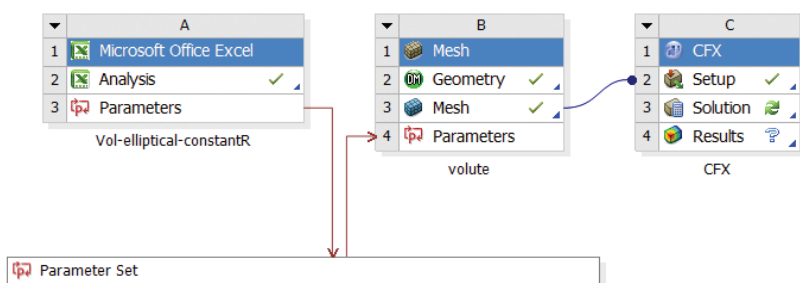 A
1 Microsoft Office Excel
2 Analysis
3 Parameters
Vol-elliptical-constantR
B
1 Mesh
2 DM Geometry
3 Mesh
4 Parameters
volute
C
1 CFX
2 Setup
3 Solution
4 Results ?
CFX
Parameter Set